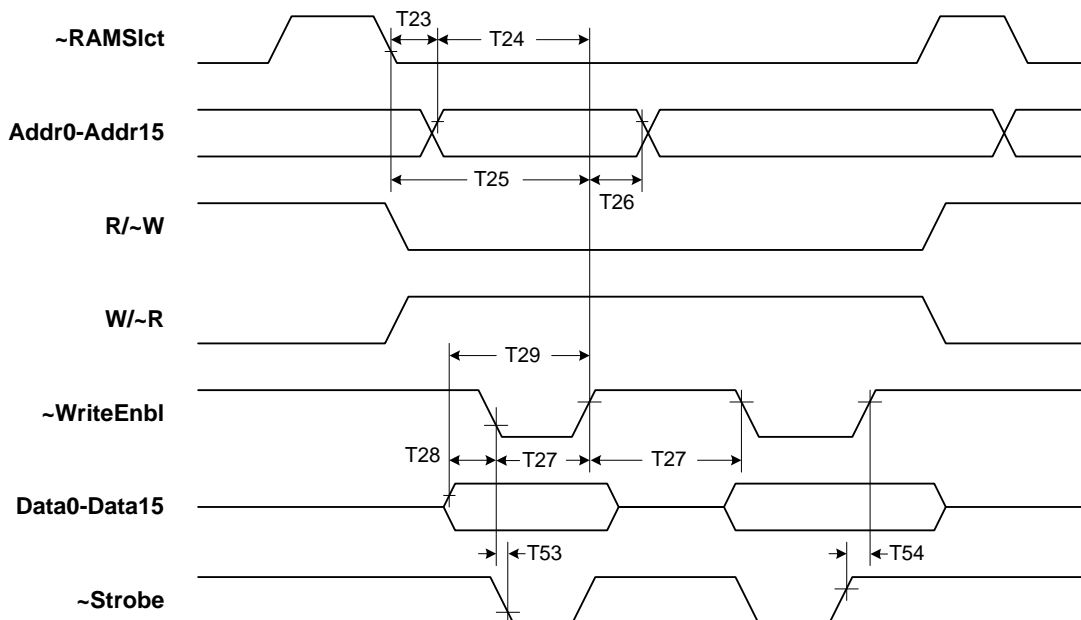 T23
~RAMSlct
T24
Addr0-Addr15
T25
T26
R/~W
W/~R
T29
~WriteEnbl
T28
T27
T27
Data0-Data15
T53
T54
~Strobe